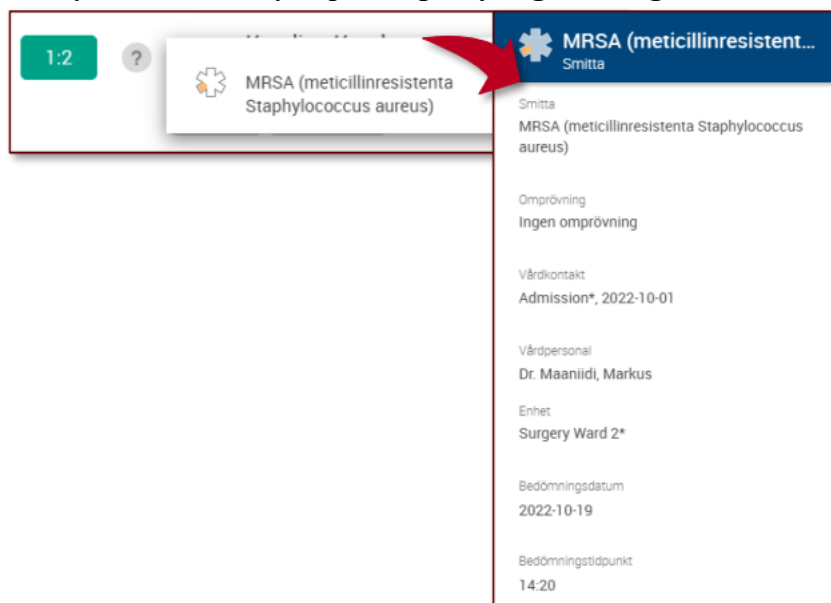 1:2
?
MRSA (meticillinresistenta
Staphylococcus aureus)
MRSA (meticillinresistent...
Smitta
Smitta
MRSA (meticillinresistenta Staphylococcus
aureus)
Omprövning
Ingen omprövning
Vårdkontakt
Admission*, 2022-10-01
Vårdpersonal
Dr. Maaniidi, Markus
Enhet
Surgery Ward 2*
Bedömningsdatum
2022-10-19
Bedömningstidpunkt
14:20